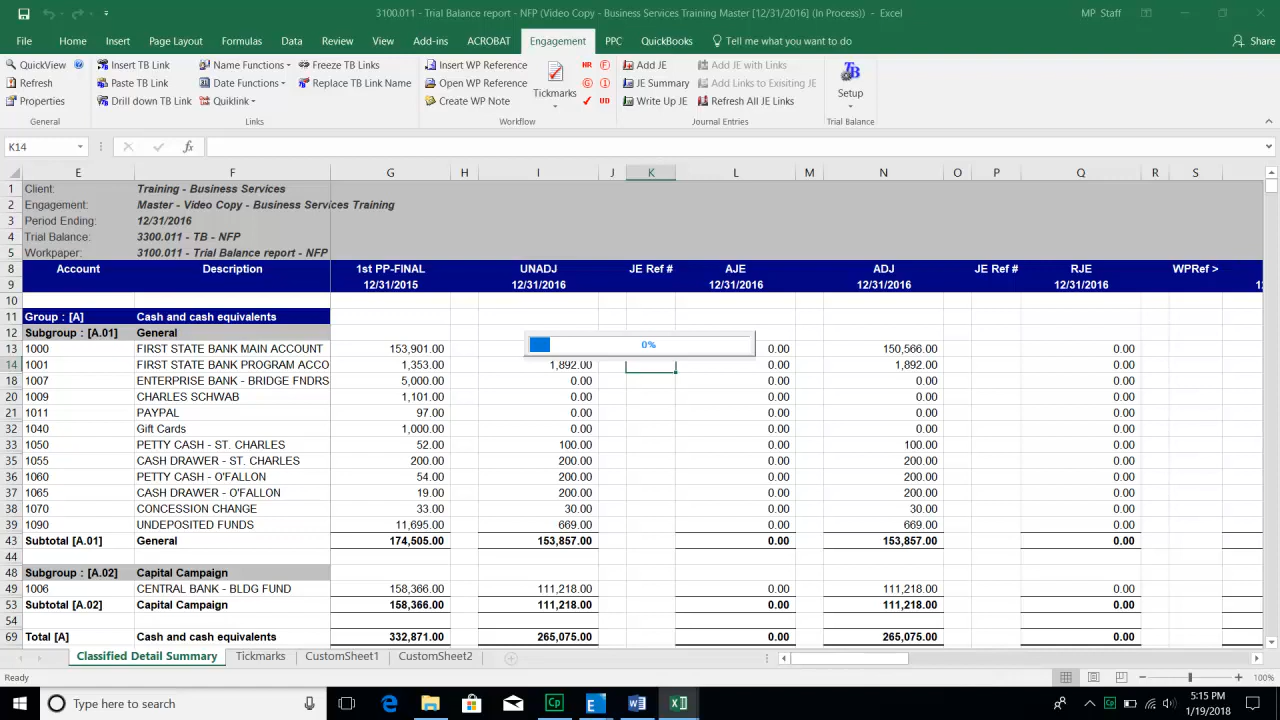 3100.011 - Trial Balance report - NFP (Video Copy - Business Services Training Master [12/31/2016] (In Process)) - Excel
MP Staff
File Home Insert Page Layout Formulas Data Review View Add-ins ACROBAT Engagement PPC QuickBooks Tell me what you want to do Share
QuickView Insert TB Link Name Functions Freeze TB Links Insert WP Reference HR F Add JE Add JE with Links
Refresh Paste TB Link Date Functions Replace TB Link Name Open WP Reference JE Summary Add Links to Exisiting JE
Properties Drill down TB Link Quiklink Create WP Note Tickmarks UD Write Up JE Refresh All JE Links Setup
General Links Workflow Journal Entries Trial Balance
K14 fx
E F G H I J K L M N O P Q R S
1 Client: Training - Business Services
2 Engagement: Master - Video Copy - Business Services Training
3 Period Ending: 12/31/2016
4 Trial Balance: 3300.011 - TB - NFP
5 Workpaper: 3100.011 - Trial Balance report - NFP
8 Account Description 1st PP-FINAL UNADJ JE Ref # AJE ADJ JE Ref # RJE WPRef >
9 12/31/2015 12/31/2016 12/31/2016 12/31/2016 12/31/2016
10
11 Group : [A] Cash and cash equivalents
12 Subgroup : [A.01] General
13 1000 FIRST STATE BANK MAIN ACCOUNT 153,901.00 0% 0.00 150,566.00 0.00
14 1001 FIRST STATE BANK PROGRAM ACCO 1,353.00 1,892.00 0.00 1,892.00 0.00
18 1007 ENTERPRISE BANK - BRIDGE FNDRS 5,000.00 0.00 0.00 0.00 0.00
20 1009 CHARLES SCHWAB 1,101.00 0.00 0.00 0.00 0.00
21 1011 PAYPAL 97.00 0.00 0.00 0.00 0.00
32 1040 Gift Cards 1,000.00 0.00 0.00 0.00 0.00
33 1050 PETTY CASH - ST. CHARLES 52.00 100.00 0.00 100.00 0.00
35 1055 CASH DRAWER - ST. CHARLES 200.00 200.00 0.00 200.00 0.00
36 1060 PETTY CASH - O'FALLON 54.00 200.00 0.00 200.00 0.00
37 1065 CASH DRAWER - O'FALLON 19.00 200.00 0.00 200.00 0.00
38 1070 CONCESSION CHANGE 33.00 30.00 0.00 30.00 0.00
39 1090 UNDEPOSITED FUNDS 11,695.00 669.00 0.00 669.00 0.00
43 Subtotal [A.01] General 174,505.00 153,857.00 0.00 153,857.00 0.00
44
48 Subgroup : [A.02] Capital Campaign
49 1006 CENTRAL BANK - BLDG FUND 158,366.00 111,218.00 0.00 111,218.00 0.00
53 Subtotal [A.02] Capital Campaign 158,366.00 111,218.00 0.00 111,218.00 0.00
54
69 Total [A] Cash and cash equivalents 332,871.00 265,075.00 0.00 265,075.00 0.00
Classified Detail Summary Tickmarks CustomSheet1 CustomSheet2
Ready 100%
Type here to search
5:15 PM
1/19/2018